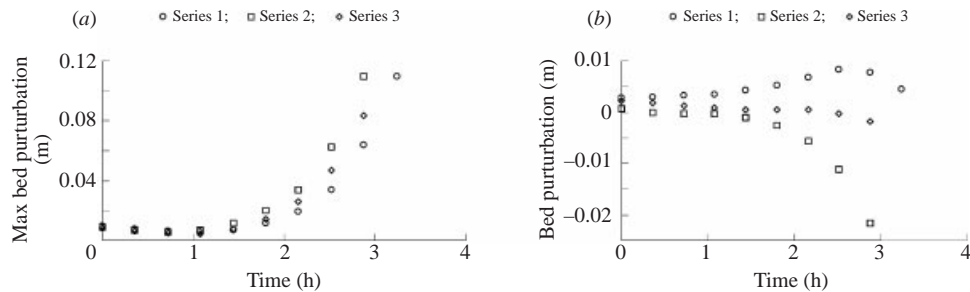 (a) Series 1; Series 2; Series 3
0.12
0.08
0.04
0 1 2 3 4
Time (h)
Max bed purturbation
(m)
(b) Series 1; Series 2; Series 3
0.01
0
–0.01
–0.02
0 1 2 3 4
Time (h)
Bed purturbation (m)